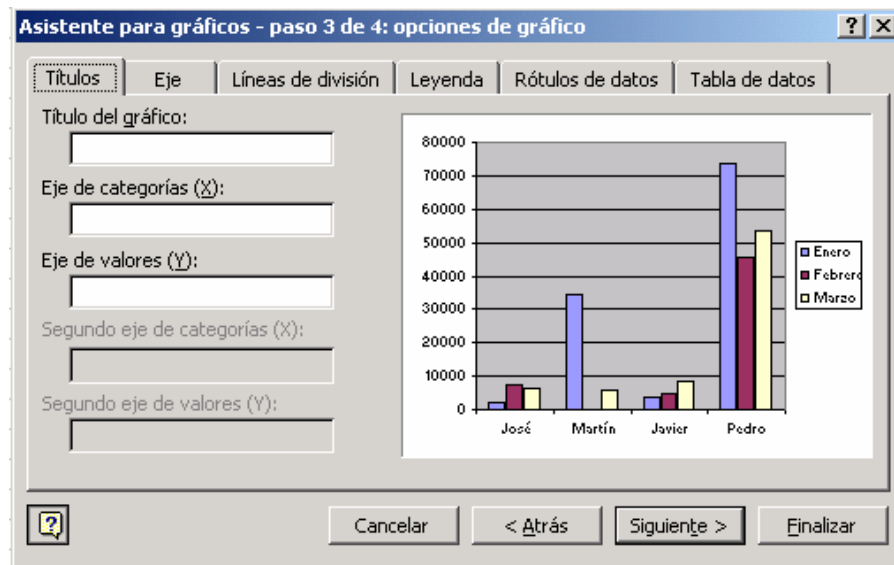 Asistente para gráficos - paso 3 de 4: opciones de gráfico
Títulos Eje Líneas de división Leyenda Rótulos de datos Tabla de datos
Título del gráfico:
Eje de categorías (X):
Eje de valores (Y):
Segundo eje de categorías (X):
Segundo eje de valores (Y):
80000
70000
60000
50000
40000
30000
20000
10000
0
José Martín Javier Pedro
Enero
Febrero
Marzo
Cancelar < Atrás Siguiente > Finalizar